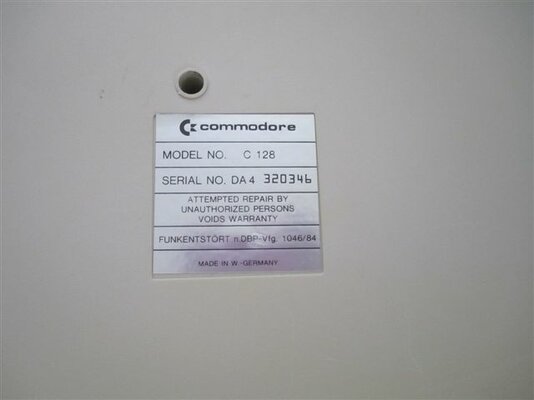 commodore
MODEL NO. C 128
SERIAL NO. DA4 320346
ATTEMPTED REPAIR BY
UNAUTHORIZED PERSONS
VOIDS WARRANTY
FUNKENTSTÖRT n.DBP-Vfg. 1046/84
MADE IN W.-GERMANY